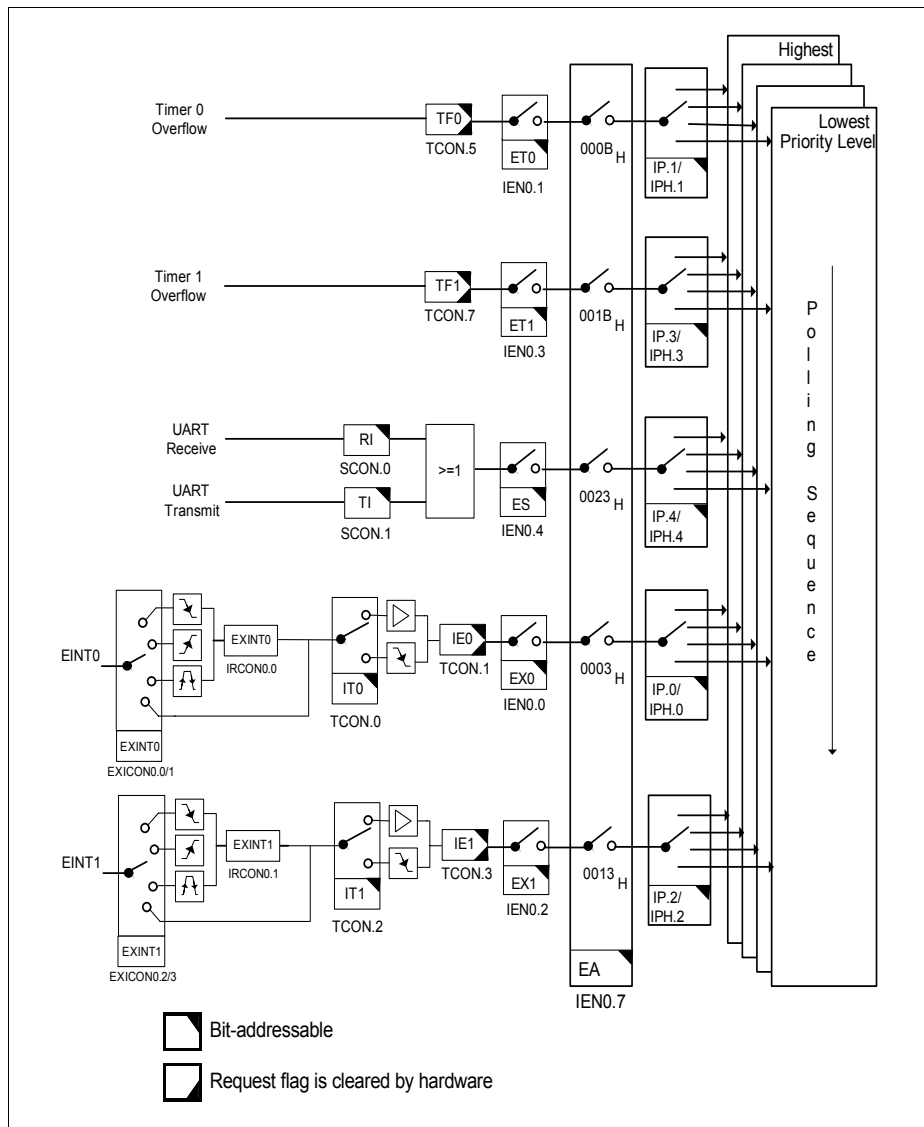 Highest
Lowest
Priority Level
Timer 0
Overflow
TF0
TCON.5
ET0
IEN0.1
000B H
IP.1/
IPH.1
Timer 1
Overflow
TF1
TCON.7
ET1
IEN0.3
001B H
IP.3/
IPH.3
UART
Receive
RI
SCON.0
UART
Transmit
TI
SCON.1
>=1
ES
IEN0.4
0023 H
IP.4/
IPH.4
Polling Sequence
EINT0
EXINT0
EXICON0.0/1
EXINT0
IRCON0.0
IT0
TCON.0
IE0
TCON.1
EX0
IEN0.0
0003 H
IP.0/
IPH.0
EINT1
EXINT1
EXICON0.2/3
EXINT1
IRCON0.1
IT1
TCON.2
IE1
TCON.3
EX1
IEN0.2
0013 H
IP.2/
IPH.2
EA
IEN0.7
Bit-addressable
Request flag is cleared by hardware